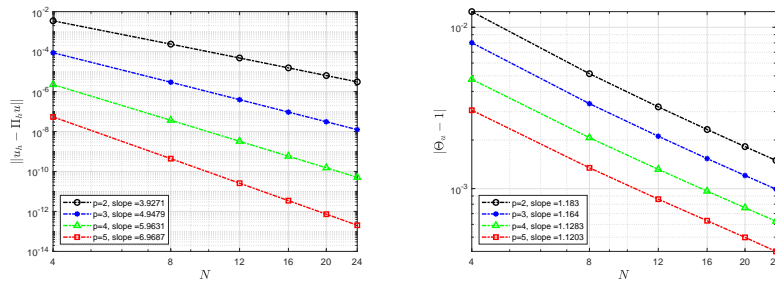 10^-2
10^-4
10^-6
10^-8
10^-10
10^-12
10^-14
||u_h − Π_h u||
p=2, slope =3.9271
p=3, slope =4.9479
p=4, slope =5.9631
p=5, slope =6.9687
4 8 12 16 20 24
N
10^-2
10^-3
|Θ_u − 1|
p=2, slope =1.183
p=3, slope =1.164
p=4, slope =1.1283
p=5, slope =1.1203
4 8 12 16 20
N